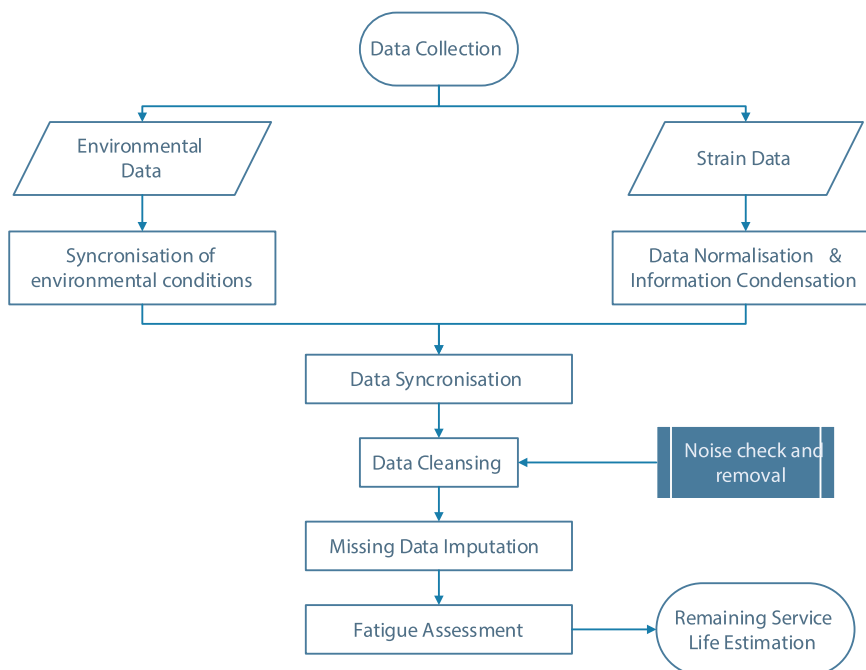 Data Collection
Environmental
Data
Strain Data
Syncronisation of
environmental conditions
Data Normalisation &
Information Condensation
Data Syncronisation
Data Cleansing
Noise check and
removal
Missing Data Imputation
Fatigue Assessment
Remaining Service
Life Estimation